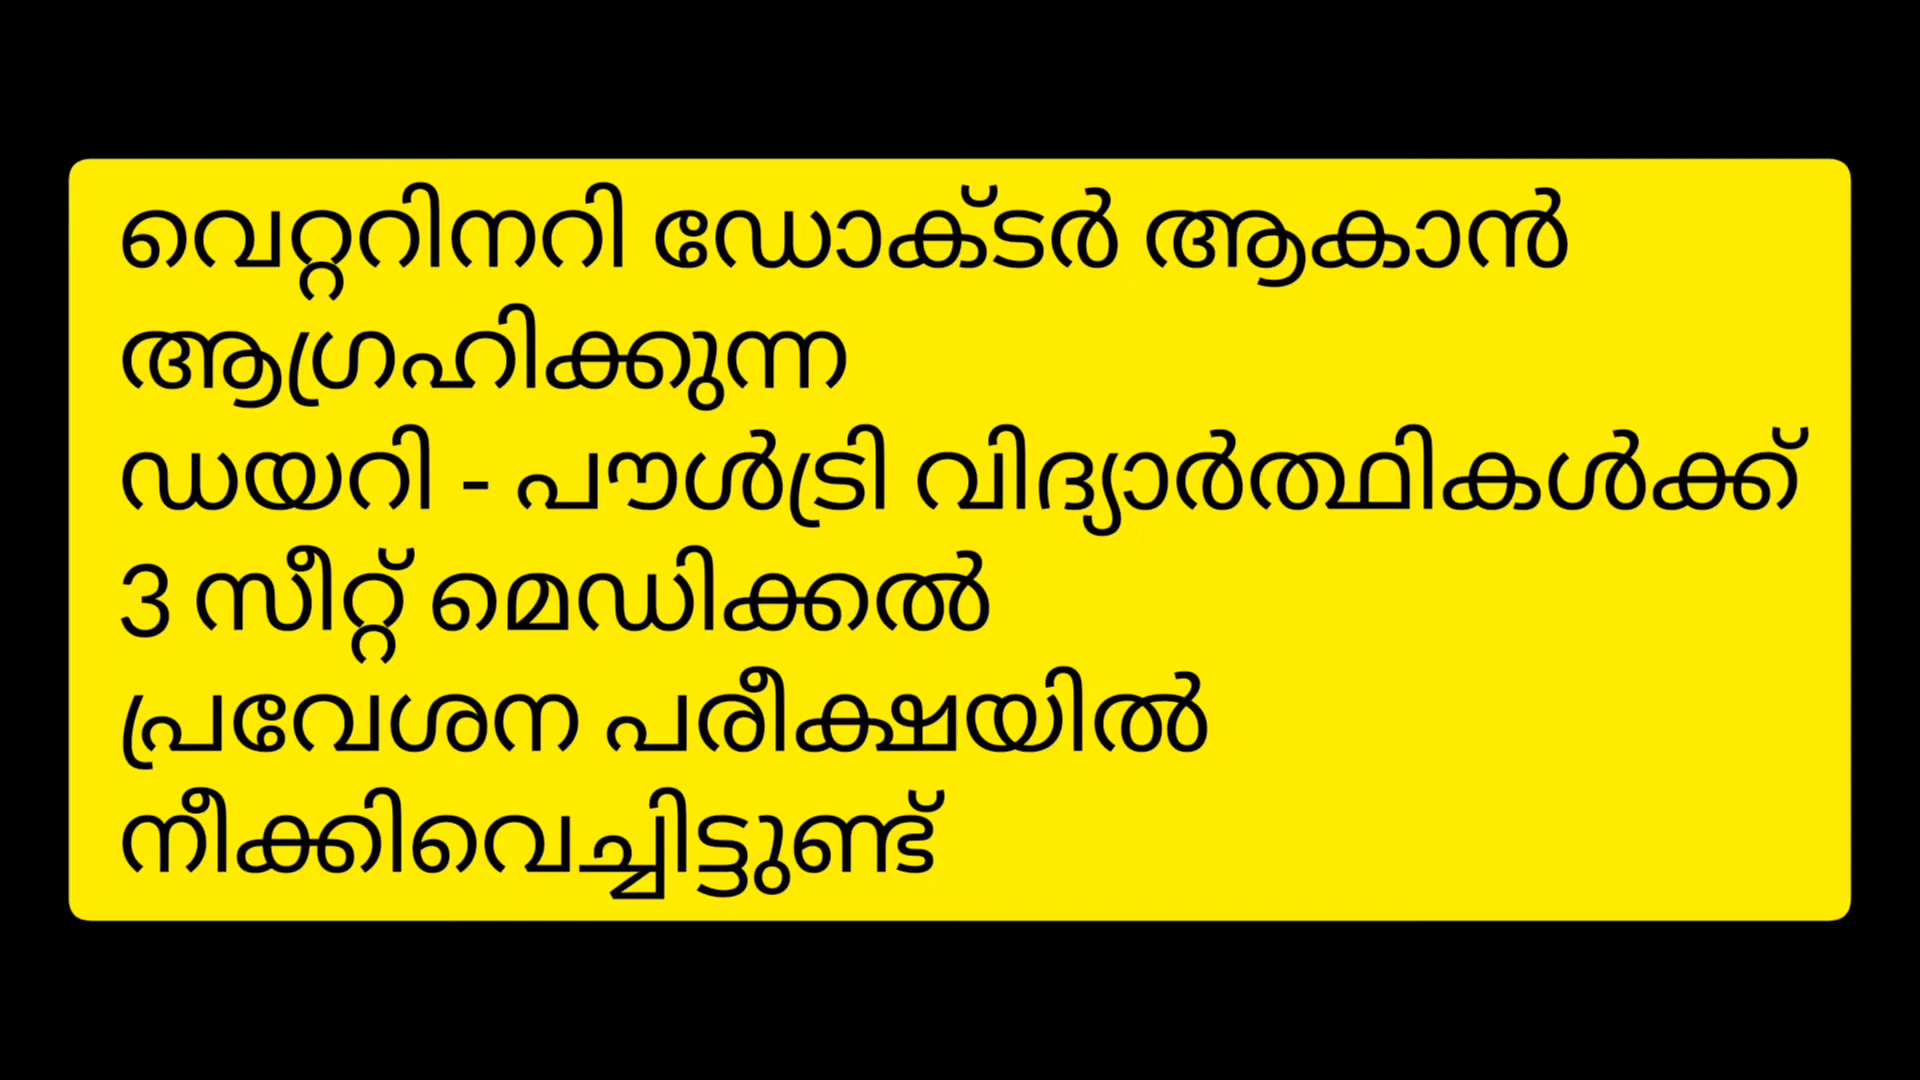 വെറ്ററിനറി ഡോക്ടർ ആകാൻ
ആഗ്രഹിക്കുന്ന
ഡയറി - പൗൾട്രി വിദ്യാർത്ഥികൾക്ക്
3 സീറ്റ് മെഡിക്കൽ
പ്രവേശന പരീക്ഷയിൽ
നീക്കിവെച്ചിട്ടുണ്ട്